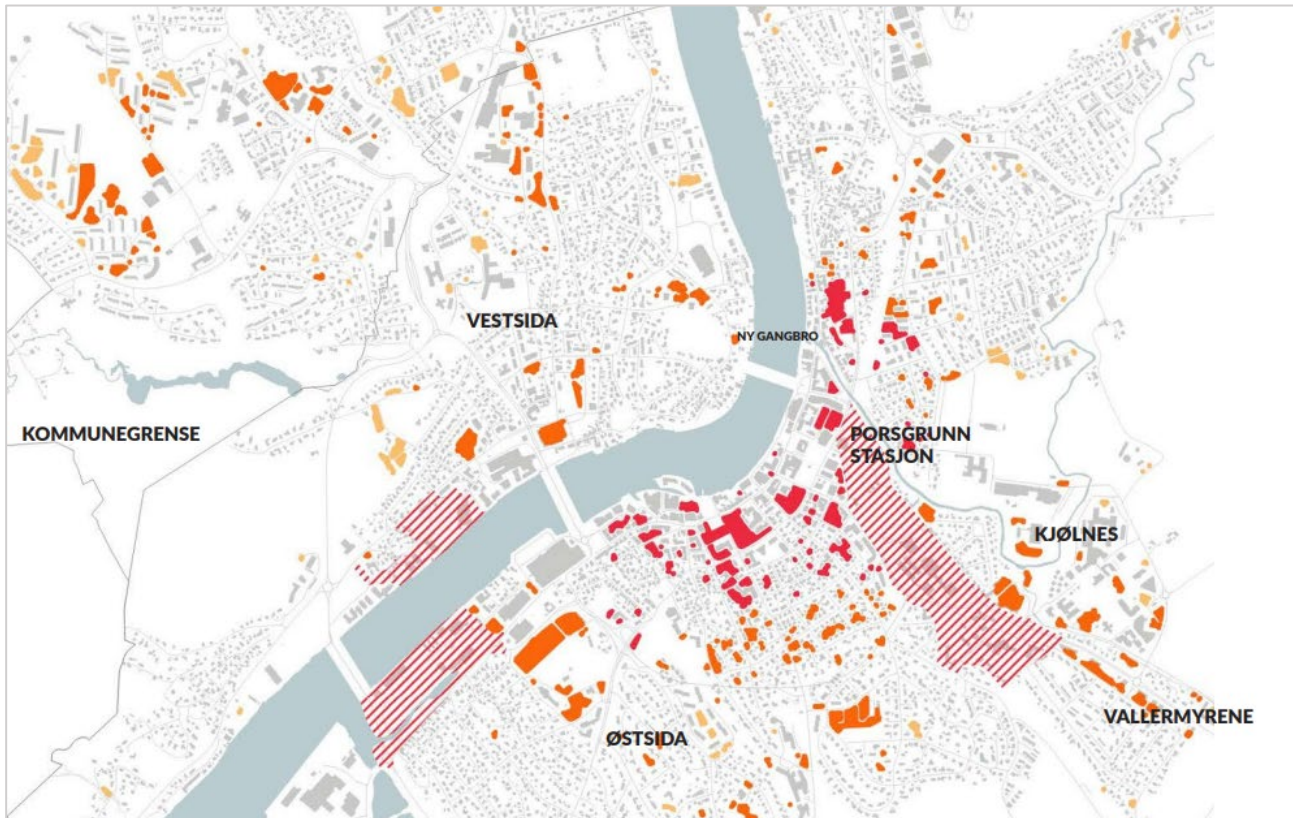 VESTSIDA
NY GANGBRO
KOMMUNEGRENSE
PORSGRUNN
STASJON
KJØLNES
VALLERMYRENE
ØSTSIDA